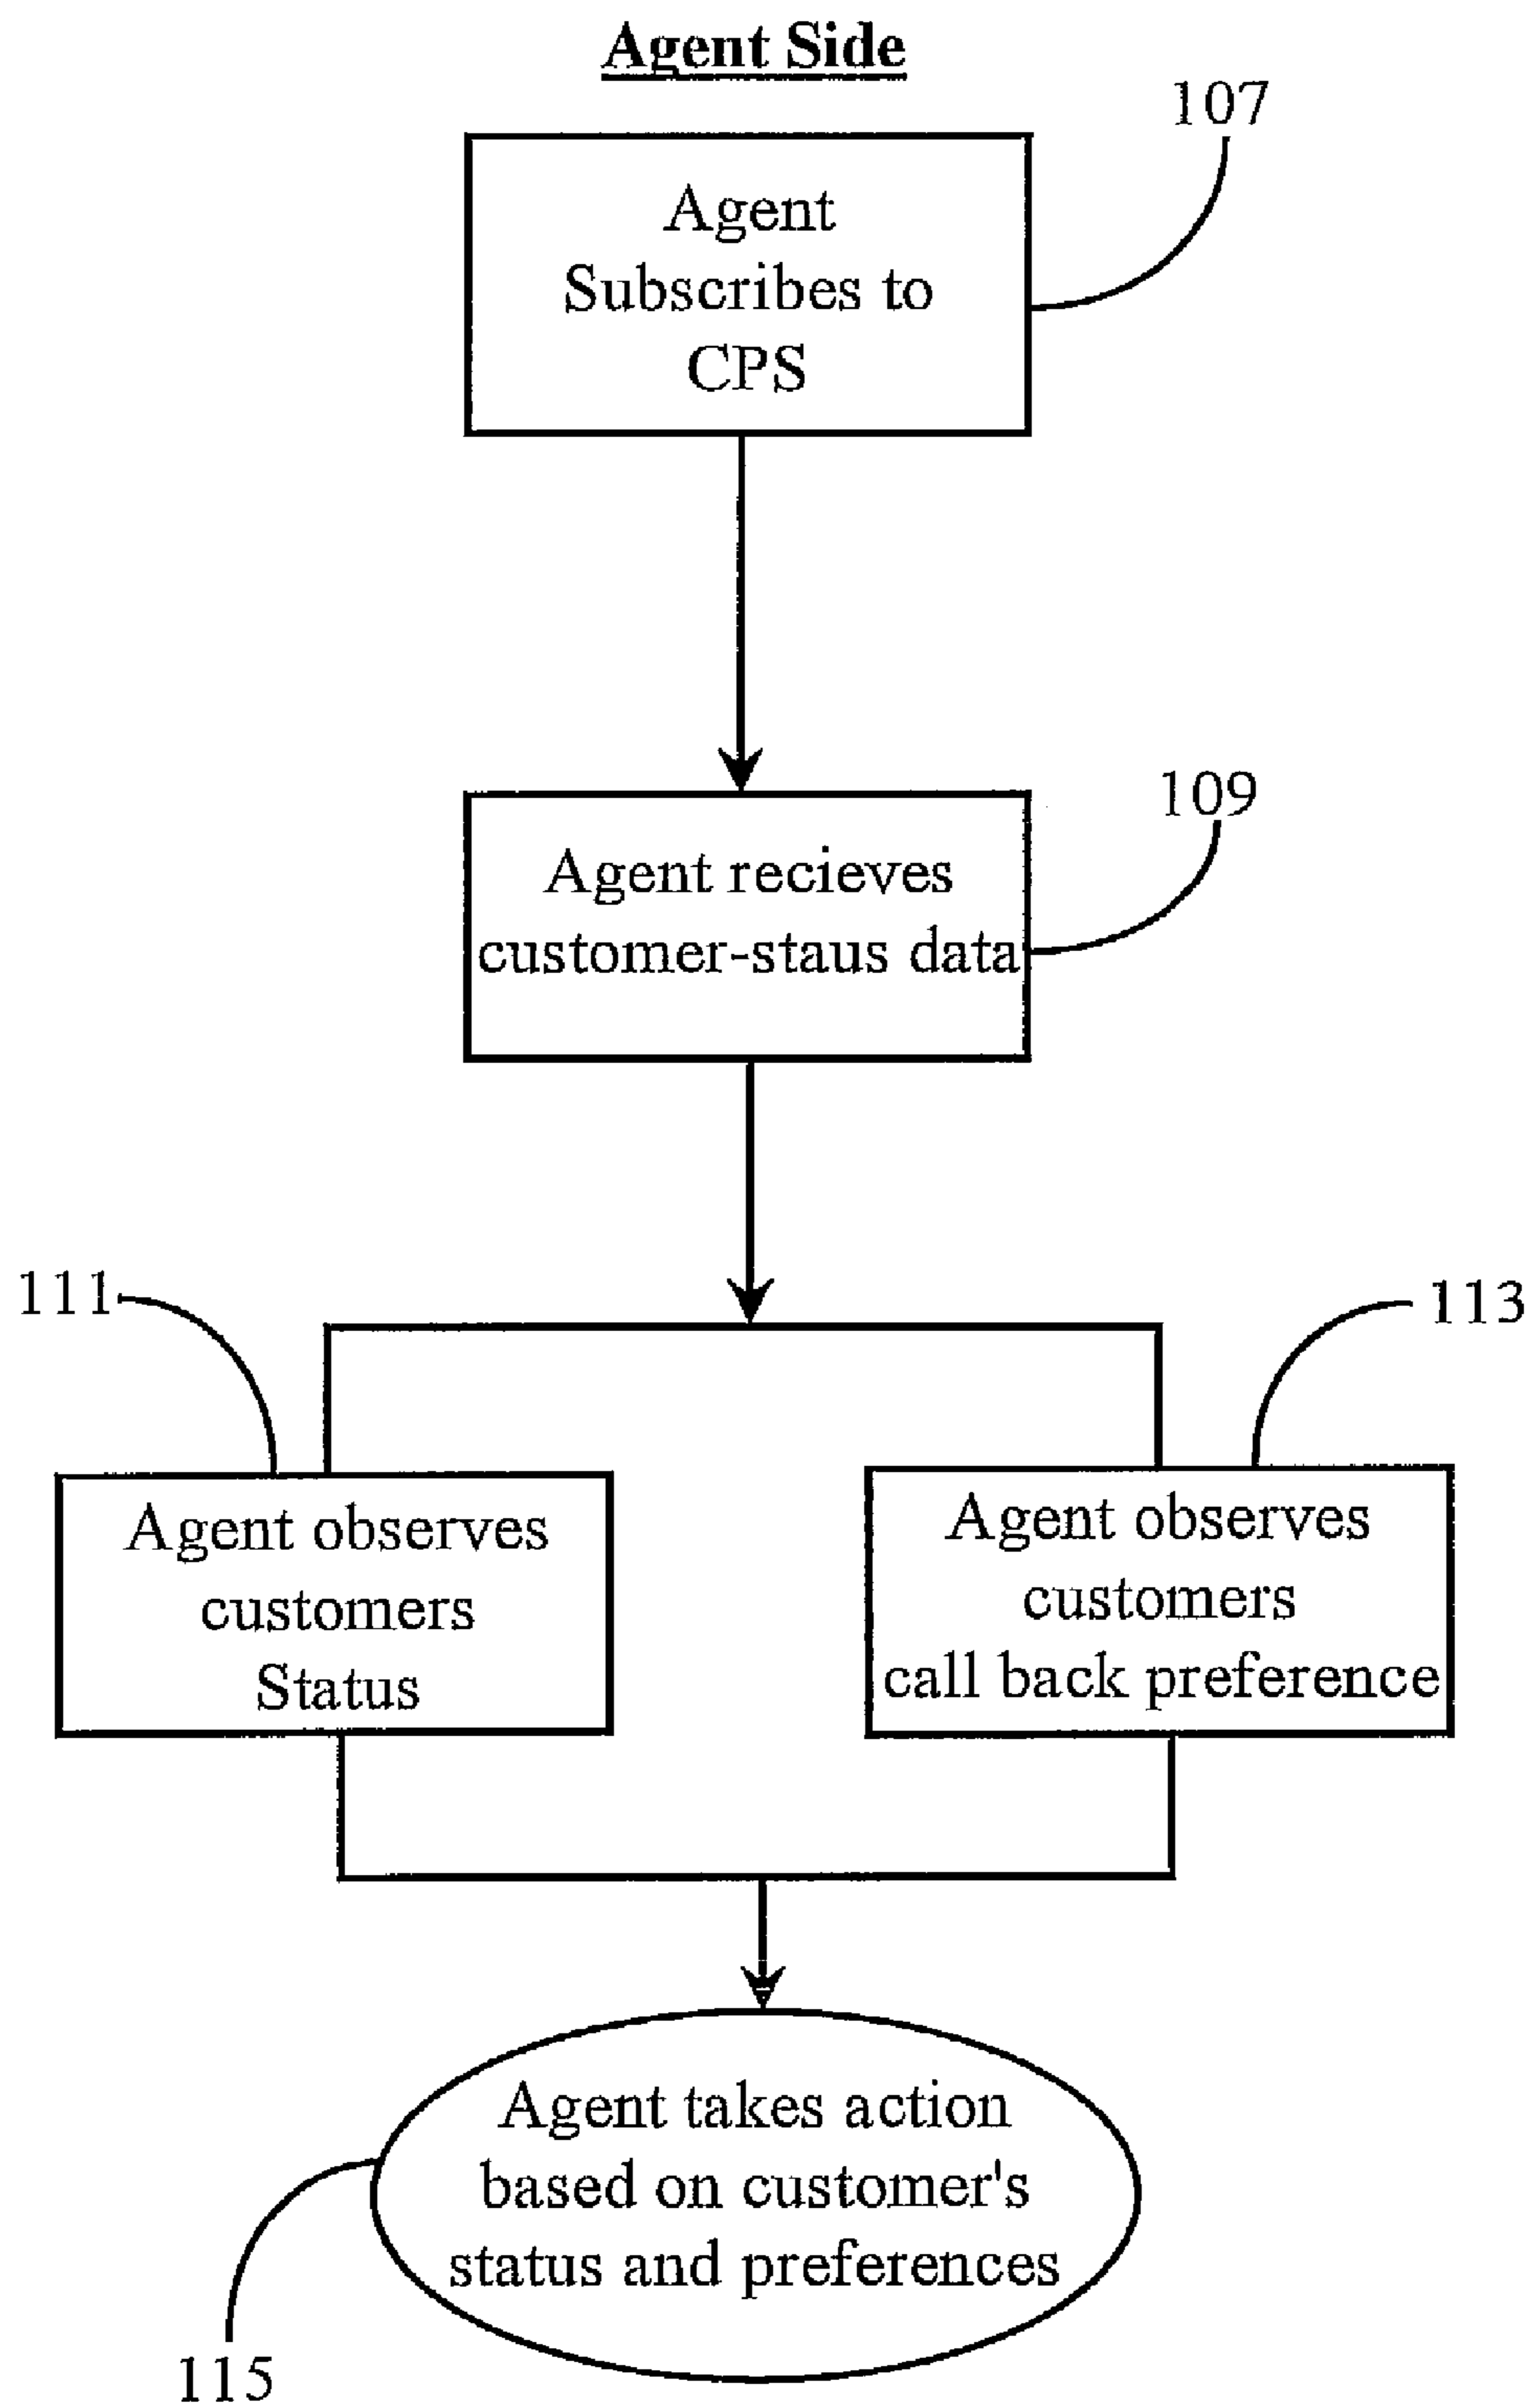 Agent Side
107
Agent
Subscribes to
CPS
109
Agent recieves
customer-staus data
111
113
Agent observes
customers
Status
Agent observes
customers
call back preference
Agent takes action
based on customer's
status and preferences
115